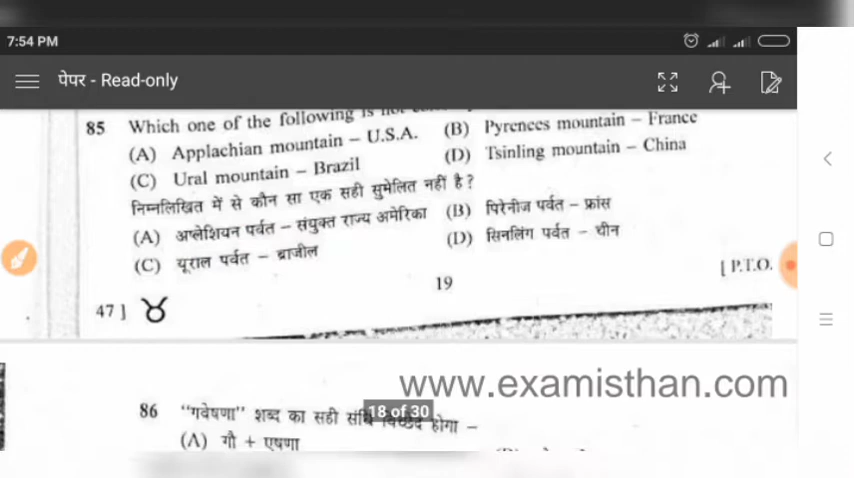 7:54 PM
पेपर - Read-only
85 Which one of the following is
(A) Applachian mountain – U.S.A. (B) Pyrences mountain – France
(C) Ural mountain – Brazil (D) Tsinling mountain – China
निम्नलिखित में से कौन सा एक सही सुमेलित नहीं है?
(A) अप्लेशियन पर्वत – संयुक्त राज्य अमेरिका (B) पिरेनीज पर्वत – फ्रांस
(C) यूराल पर्वत – ब्राजील (D) सिनलिंग पर्वत – चीन
19
[ P.T.O.
47 ]
www.examisthan.com
86 "गवेषणा" शब्द का सही संधि विच्छेद होगा –
18 of 30
(A) गौ + एषणा